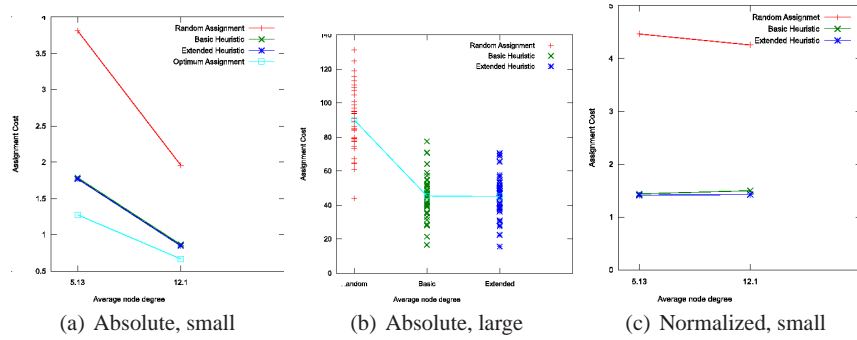 4
3.5
3
2.5
2
1.5
1
0.5
5.13
12.1
Assignment Cost
Average node degree
Random Assignment
Basic Heuristic
Extended Heuristic
Optimum Assignment
(a) Absolute, small
140
120
100
80
60
40
20
0
Basic
Extended
Assignment Cost
Average node degree
Random Assignment
Basic Heuristic
Extended Heuristic
(b) Absolute, large
5
4
3
2
1
0
5.13
12.1
Assignment Cost
Average node degree
Random Assignmet
Basic Heuristic
Extended Heuristic
(c) Normalized, small